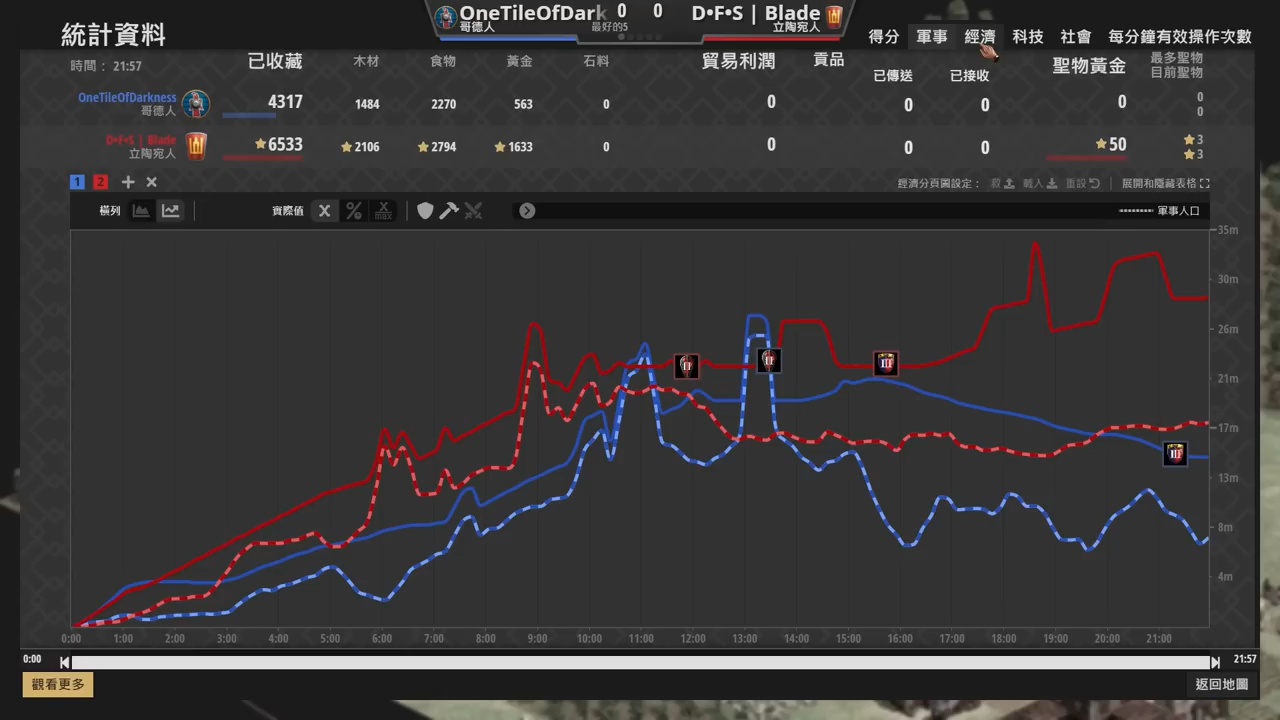 OneTileOfDark 0 0 D•F•S | Blade
哥德人 最好的5 立陶宛人
統計資料
得分 軍事 經濟 科技 社會 每分鐘有效操作次數
時間： 21:57
已收藏 木材 食物 黃金 石料 貿易利潤 貢品 已傳送 已接收 聖物黃金 最多聖物 目前聖物
OneTileOfDarkness
哥德人
4317 1484 2270 563 0 0 0 0 0 0 0
D•F•S | Blade
立陶宛人
6533 2106 2794 1633 0 0 0 0 50 3 3
1 2
經濟分頁圖設定： 載入 重設 展開和隱藏表格
橫列 實際值 X % X max 軍事人口
35m
30m
26m
21m
17m
13m
8m
4m
II II III III
0:00 1:00 2:00 3:00 4:00 5:00 6:00 7:00 8:00 9:00 10:00 11:00 12:00 13:00 14:00 15:00 16:00 17:00 18:00 19:00 20:00 21:00
0:00 21:57
觀看更多 返回地圖